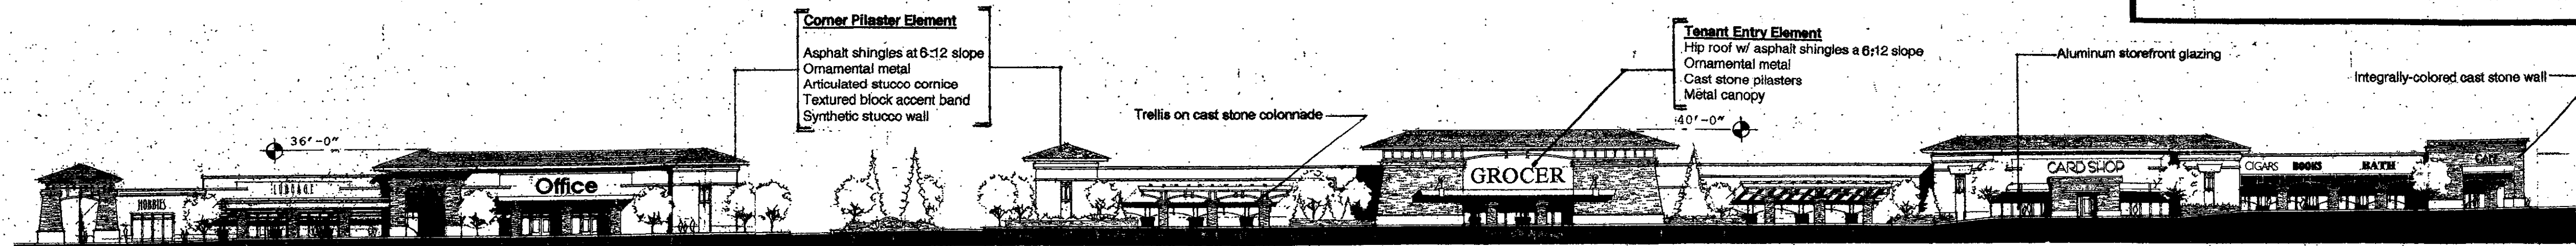 Corner Pilaster Element
Asphalt shingles at 6:12 slope
Ornamental metal
Articulated stucco cornice
Textured block accent band
Synthetic stucco wall
Tenant Entry Element
Hip roof w/ asphalt shingles a 6:12 slope
Ornamental metal
Cast stone pilasters
Metal canopy
Aluminum storefront glazing
Integrally-colored cast stone wall
Trellis on cast stone colonnade
36'-0"
40'-0"
HOBBIES
LUGGAGE
Office
GROCER
CARD SHOP
CIGARS
BOOKS
BATH
CAFE